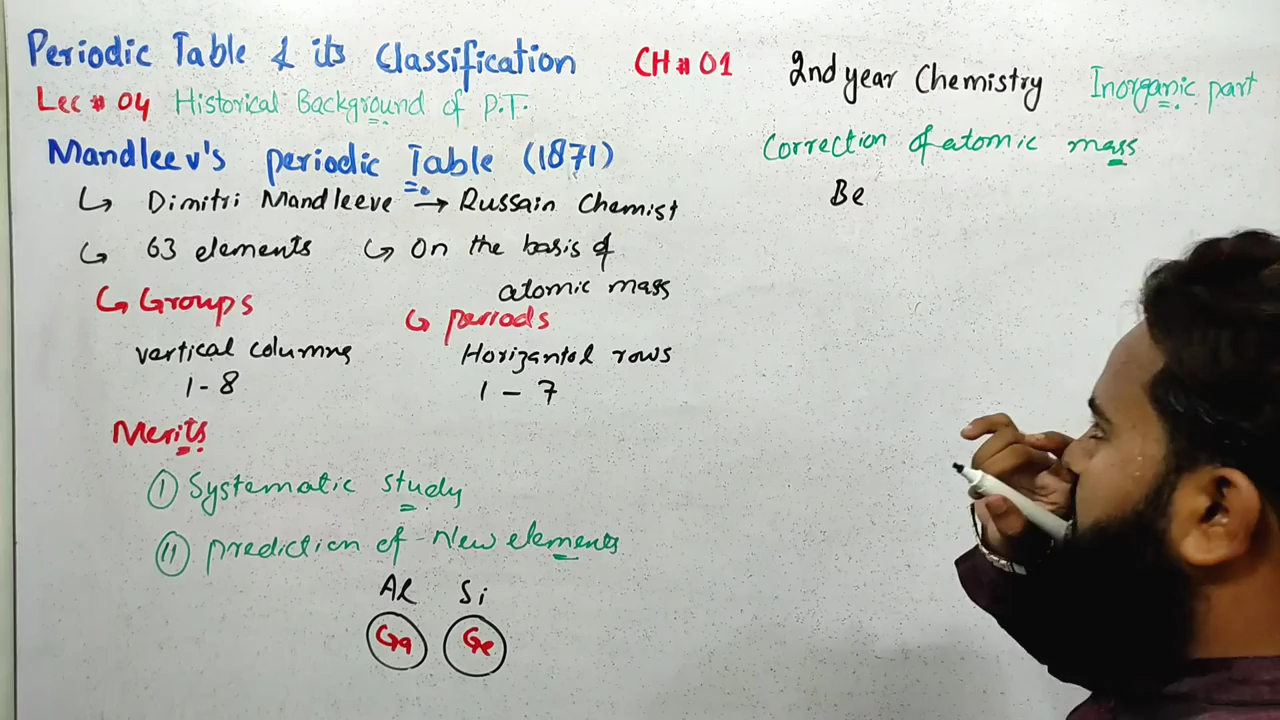 Periodic Table & its Classification CH # 01 2nd year Chemistry Inorganic part
Lec # 04 Historical Background of P.T.
Mandleev's periodic Table (1871)
↳ Dimitri Mandleeve → Russain Chemist
↳ 63 elements ↳ On the basis of
atomic mass
↳ Groups
vertical columns
1 - 8
↳ periods
Horizantal rows
1 - 7
Merits
(I) Systematic study
(II) prediction of New elements
Al Si
Ga Ge
Correction of atomic mass
Be